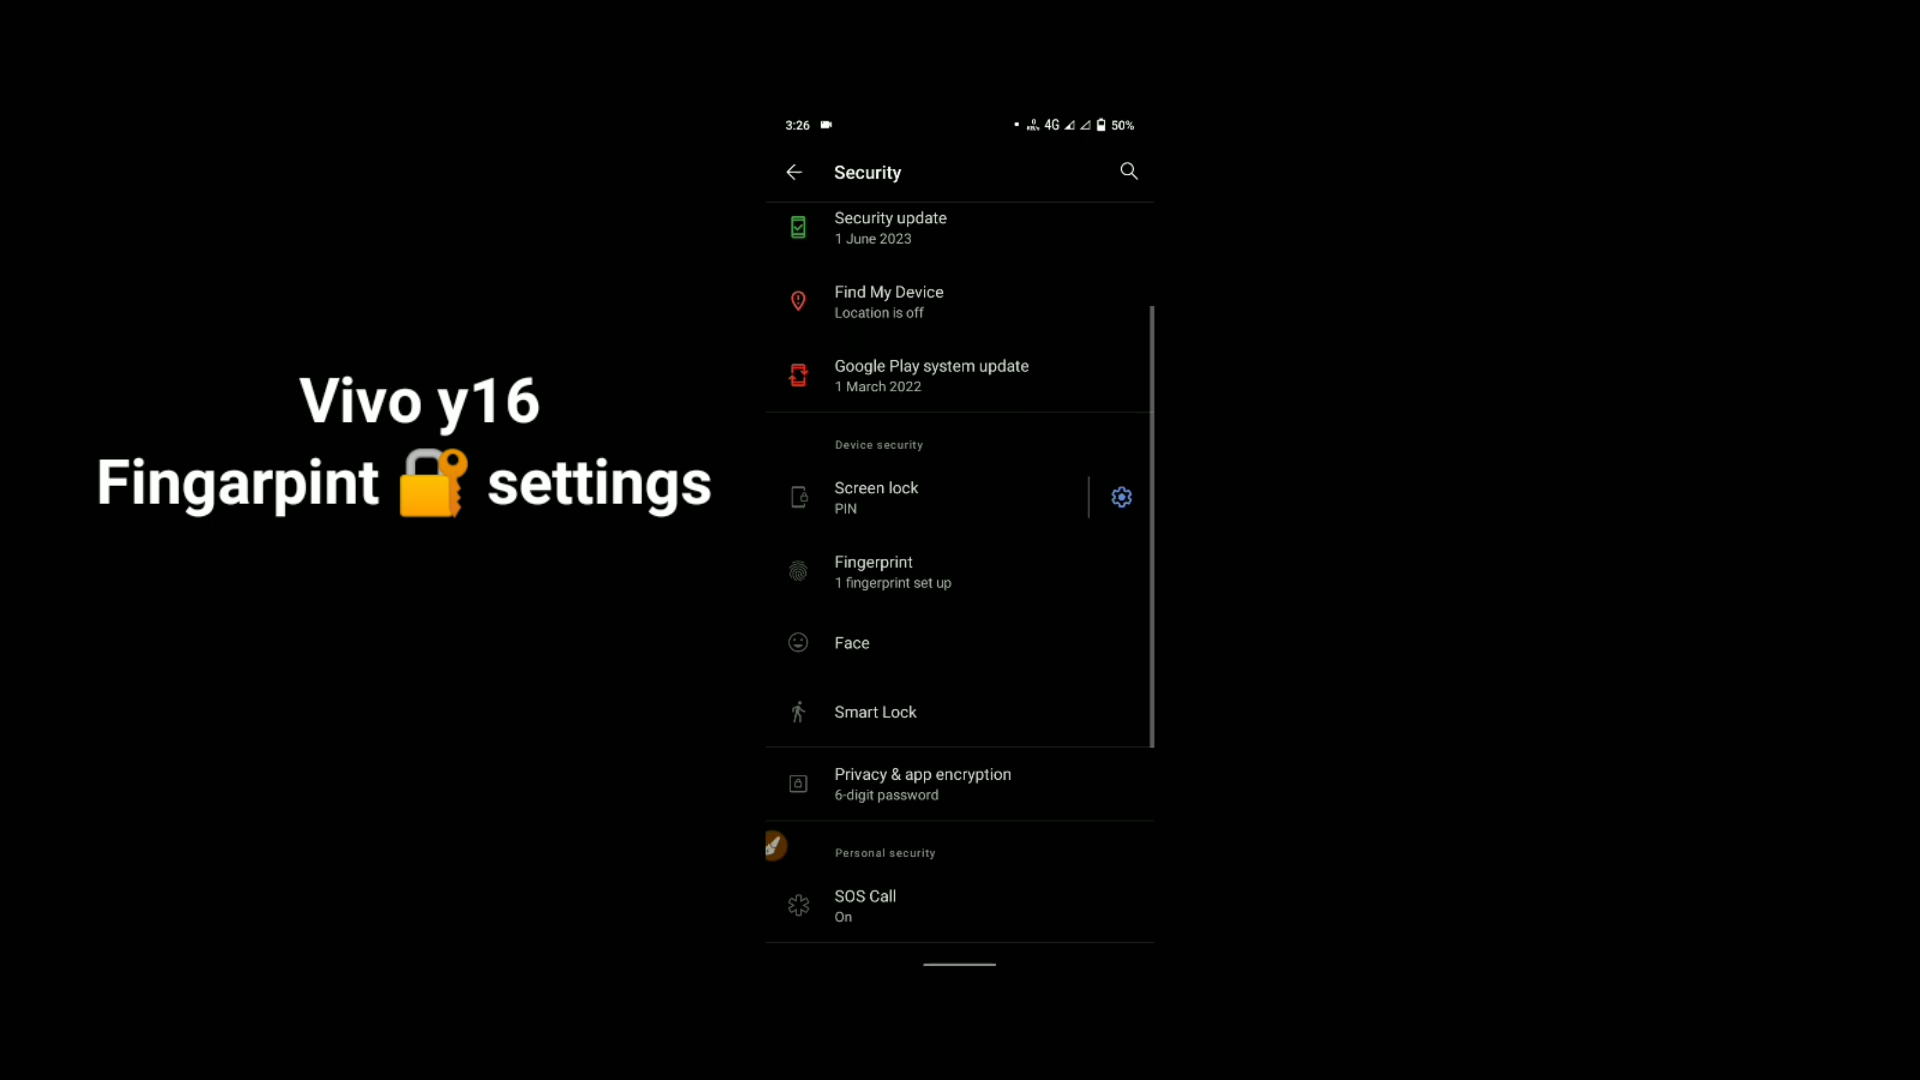 Vivo y16
Fingarpint 🔐 settings
3:26
4G 50%
Security
Security update
1 June 2023
Find My Device
Location is off
Google Play system update
1 March 2022
Device security
Screen lock
PIN
Fingerprint
1 fingerprint set up
Face
Smart Lock
Privacy & app encryption
6-digit password
Personal security
SOS Call
On